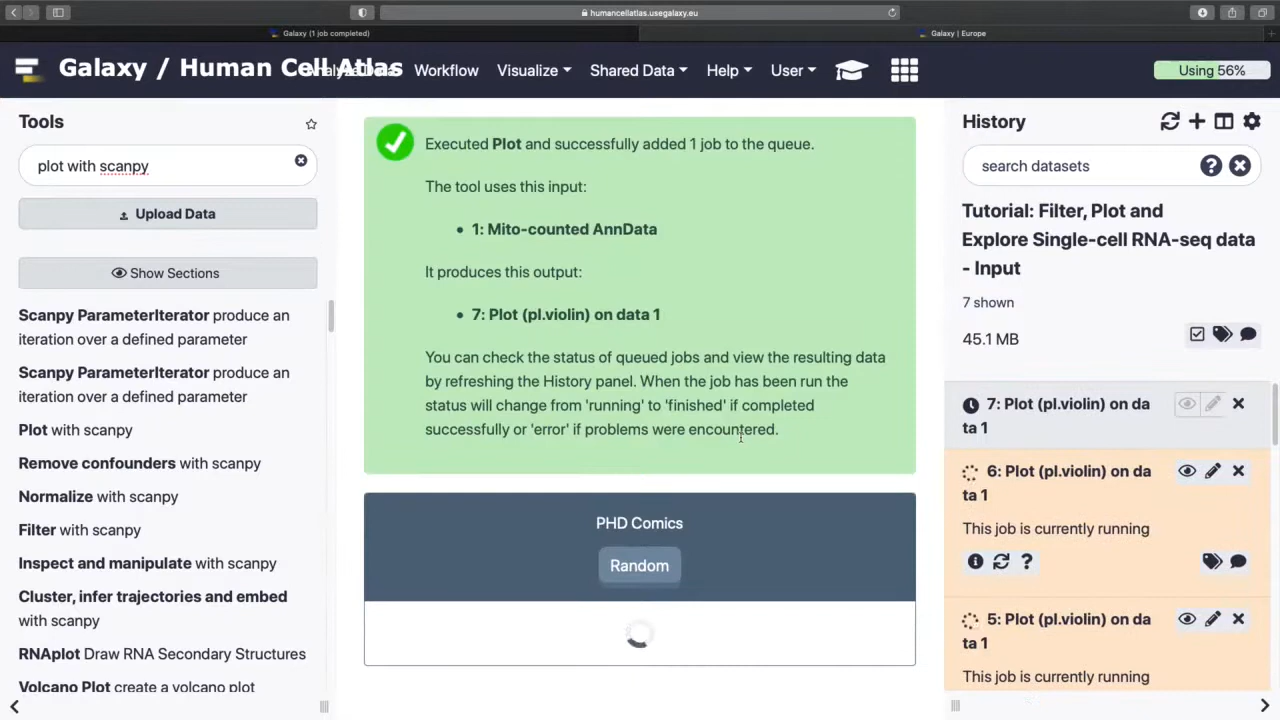 humancellatlas.usegalaxy.eu
Galaxy (1 job completed)
Galaxy | Europe
Galaxy / Human Cell Atlas
Workflow
Visualize
Shared Data
Help
User
Using 56%
Tools
plot with scanpy
Upload Data
Show Sections
Scanpy ParameterIterator produce an
iteration over a defined parameter
Scanpy ParameterIterator produce an
iteration over a defined parameter
Plot with scanpy
Remove confounders with scanpy
Normalize with scanpy
Filter with scanpy
Inspect and manipulate with scanpy
Cluster, infer trajectories and embed
with scanpy
RNAplot Draw RNA Secondary Structures
Volcano Plot create a volcano plot
Executed Plot and successfully added 1 job to the queue.
The tool uses this input:
• 1: Mito-counted AnnData
It produces this output:
• 7: Plot (pl.violin) on data 1
You can check the status of queued jobs and view the resulting data
by refreshing the History panel. When the job has been run the
status will change from 'running' to 'finished' if completed
successfully or 'error' if problems were encountered.
PHD Comics
Random
History
search datasets
Tutorial: Filter, Plot and
Explore Single-cell RNA-seq data
- Input
7 shown
45.1 MB
7: Plot (pl.violin) on da
ta 1
6: Plot (pl.violin) on da
ta 1
This job is currently running
5: Plot (pl.violin) on da
ta 1
This job is currently running